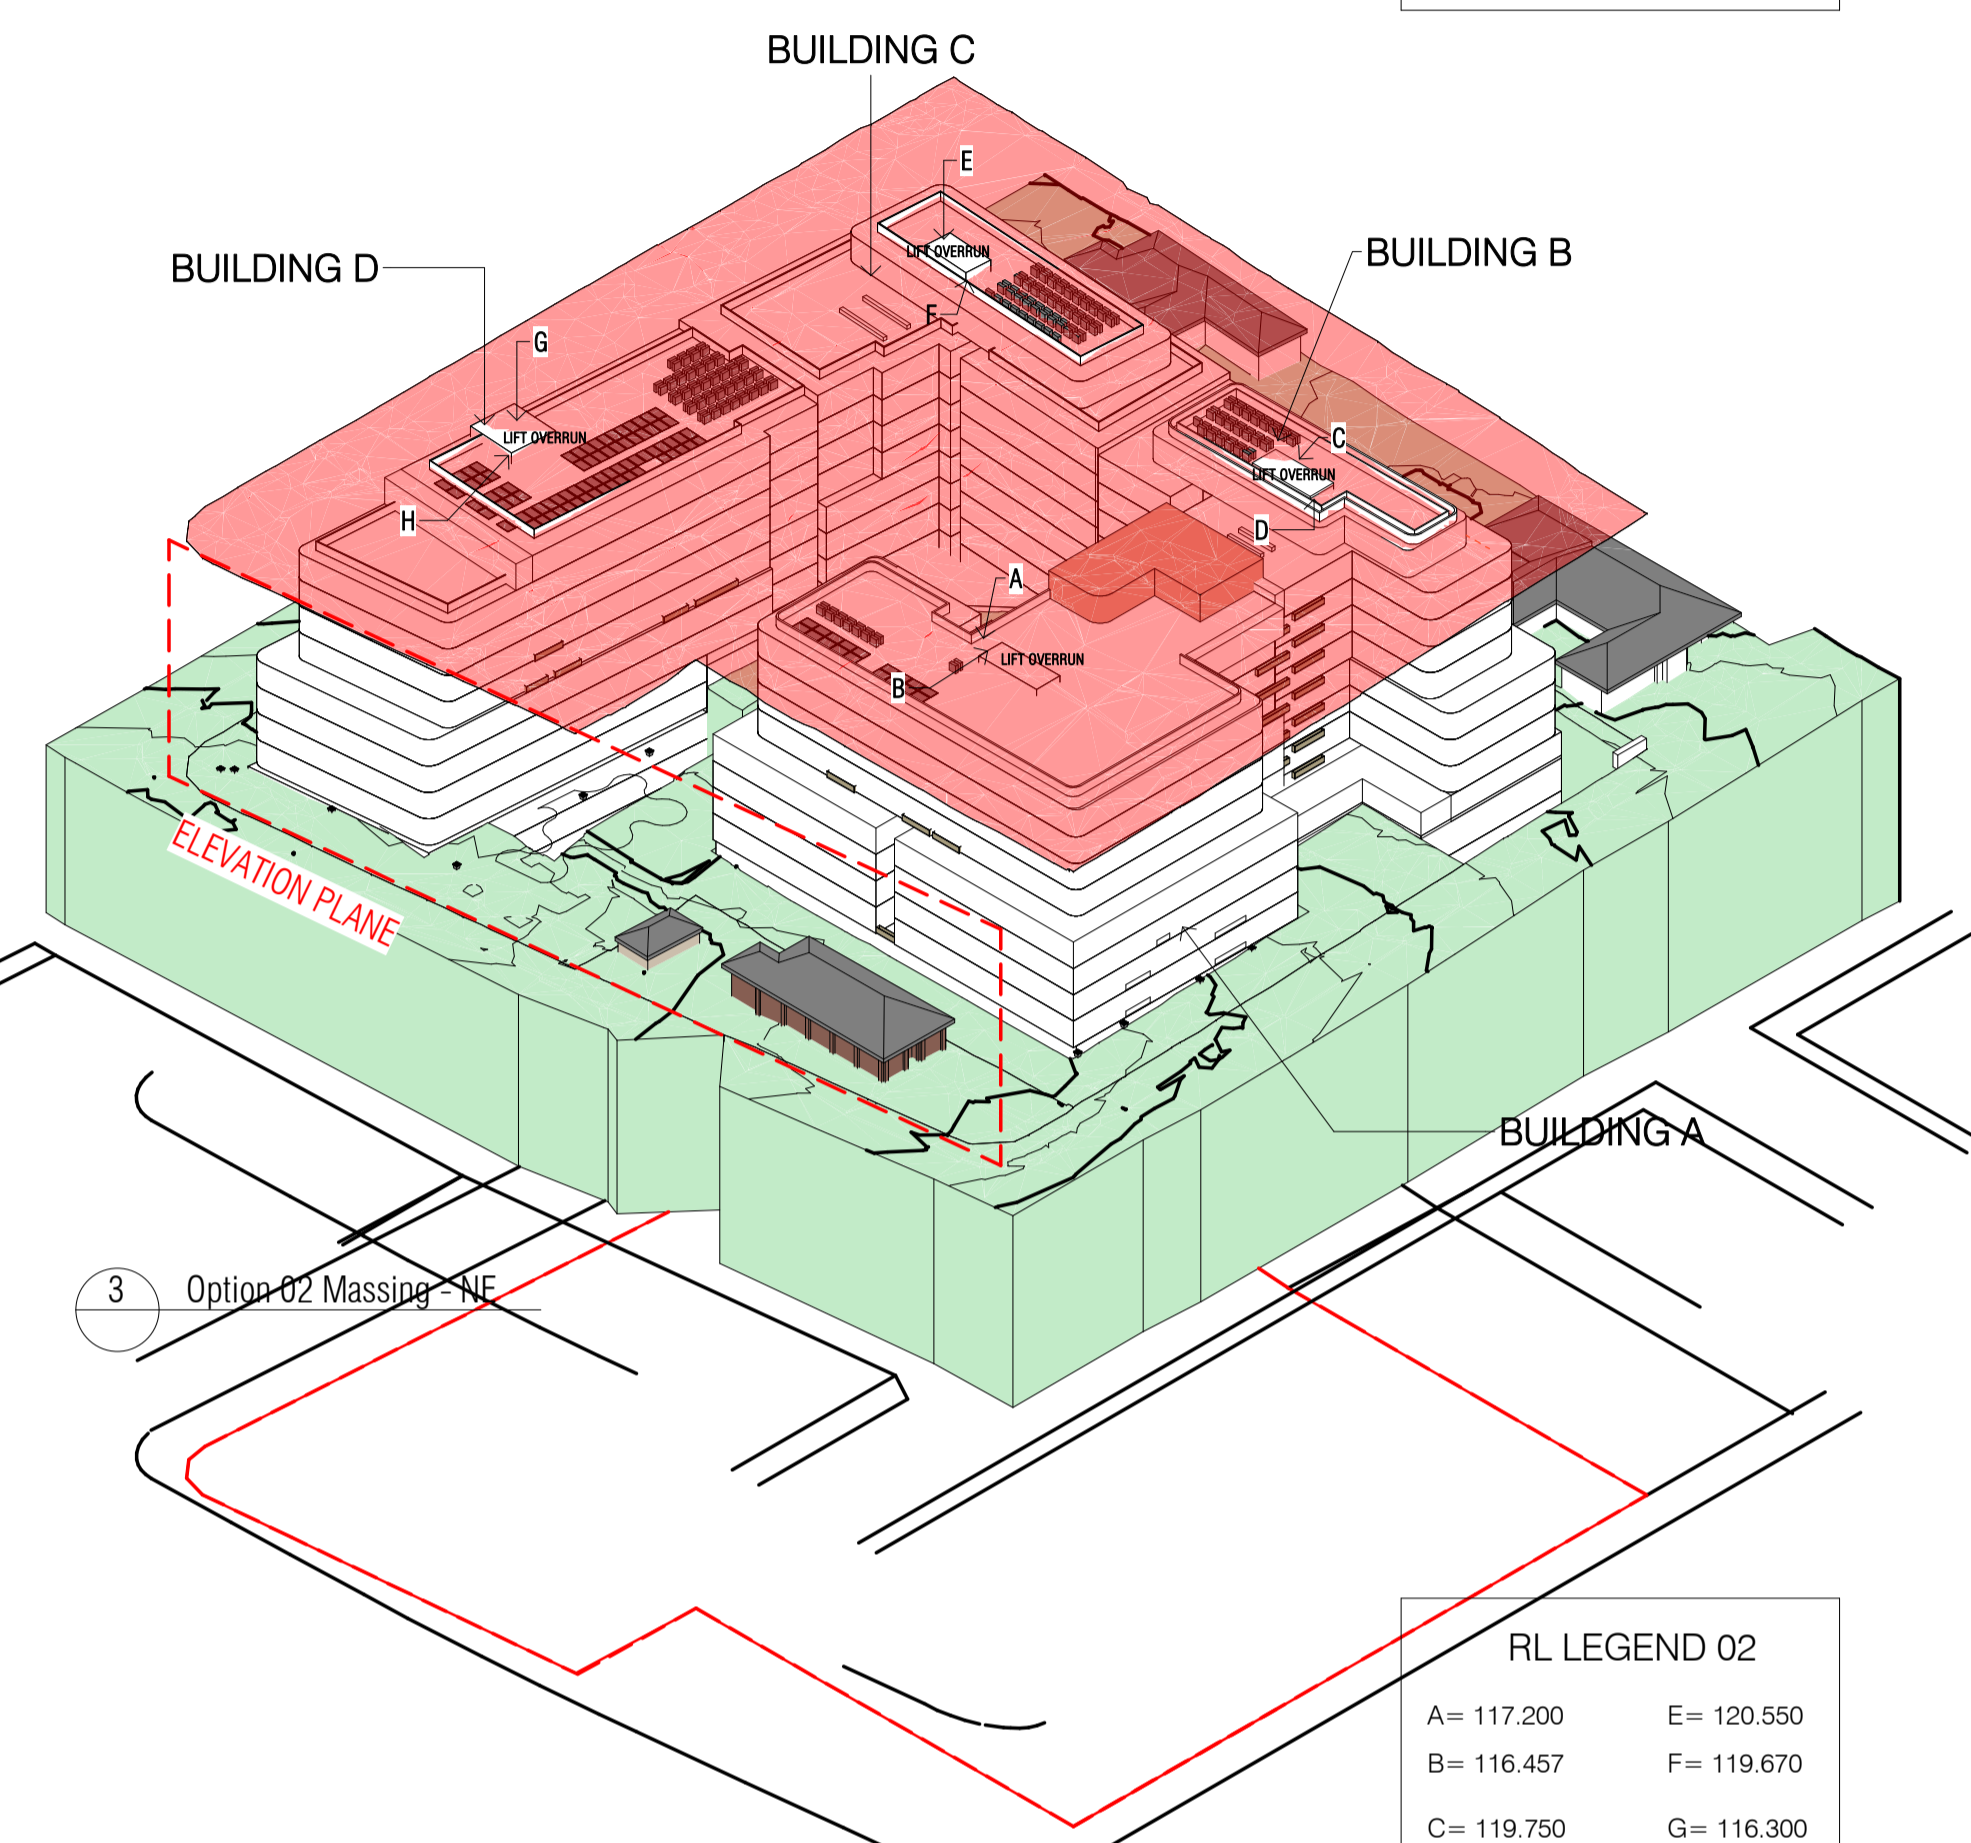 BUILDING C
E
LIFT OVERRUN
BUILDING B
BUILDING D
F
G
C
LIFT OVERRUN
LIFT OVERRUN
H
D
A
LIFT OVERRUN
B
ELEVATION PLANE
BUILDING A
3 Option 02 Massing - NE
RL LEGEND 02
A= 117.200 E= 120.550
B= 116.457 F= 119.670
C= 119.750 G= 116.300